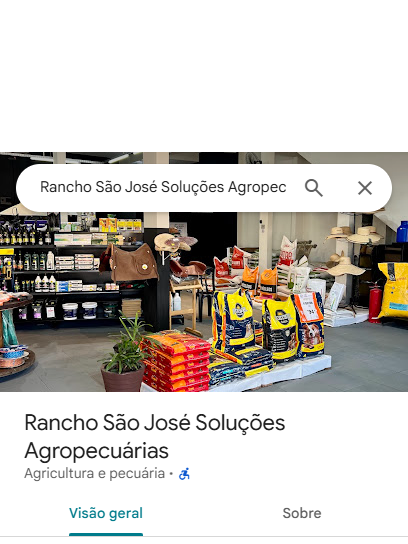 Rancho São José Soluções Agropec
Rancho São José Soluções
Agropecuárias
Agricultura e pecuária •
Visão geral
Sobre